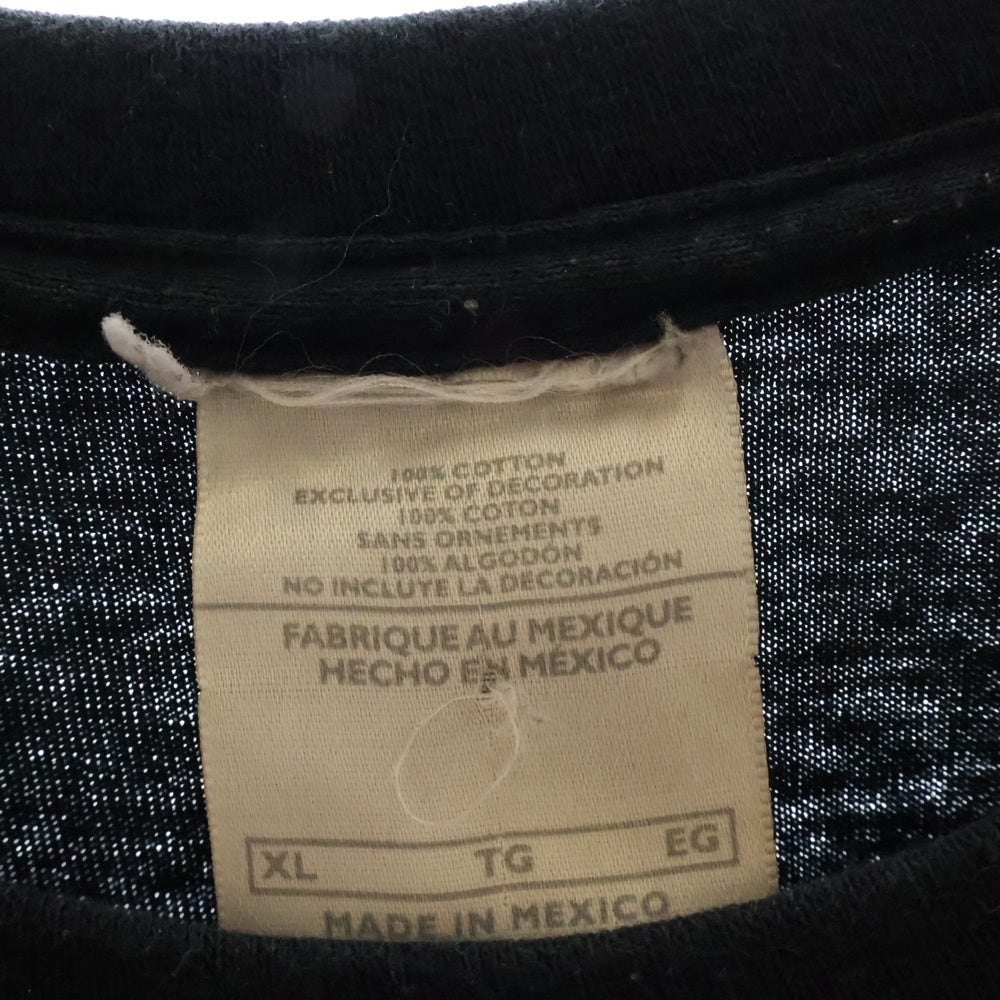 100% COTTON
EXCLUSIVE OF DECORATION
100% COTON
SANS ORNEMENTS
100% ALGODÓN
NO INCLUYE LA DECORACIÓN
FABRIQUE AU MEXIQUE
HECHO EN MÉXICO
XL TG EG
MADE IN MEXICO